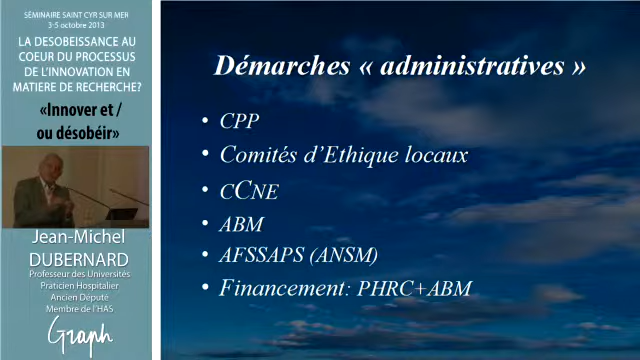 SÉMINAIRE SAINT CYR SUR MER
3-5 octobre 2013
LA DESOBEISSANCE AU
COEUR DU PROCESSUS
DE L'INNOVATION EN
MATIERE DE RECHERCHE?
«Innover et /
ou désobéir»
Jean-Michel
DUBERNARD
Professeur des Universités
Praticien Hospitalier
Ancien Député
Membre de l'HAS
Graph
Démarches « administratives »
• CPP
• Comités d'Ethique locaux
• CCNE
• ABM
• AFSSAPS (ANSM)
• Financement: PHRC+ABM